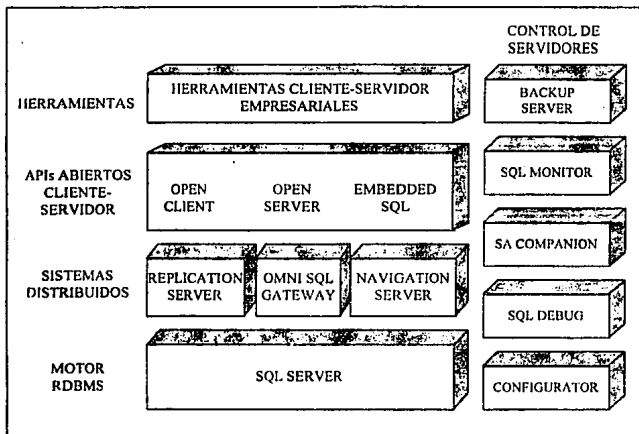 CONTROL DE
SERVIDORES
HERRAMIENTAS
HERRAMIENTAS CLIENTE-SERVIDOR
EMPRESARIALES
BACKUP
SERVER
APIs ABIERTOS
CLIENTE-
SERVIDOR
OPEN
CLIENT
OPEN
SERVER
EMBEDDED
SQL
SQL MONITOR
SA COMPANION
SISTEMAS
DISTRIBUIDOS
REPLICATION
SERVER
OMNI SQL
GATEWAY
NAVIGATION
SERVER
SQL DEBUG
MOTOR
RDBMS
SQL SERVER
CONFIGURATOR